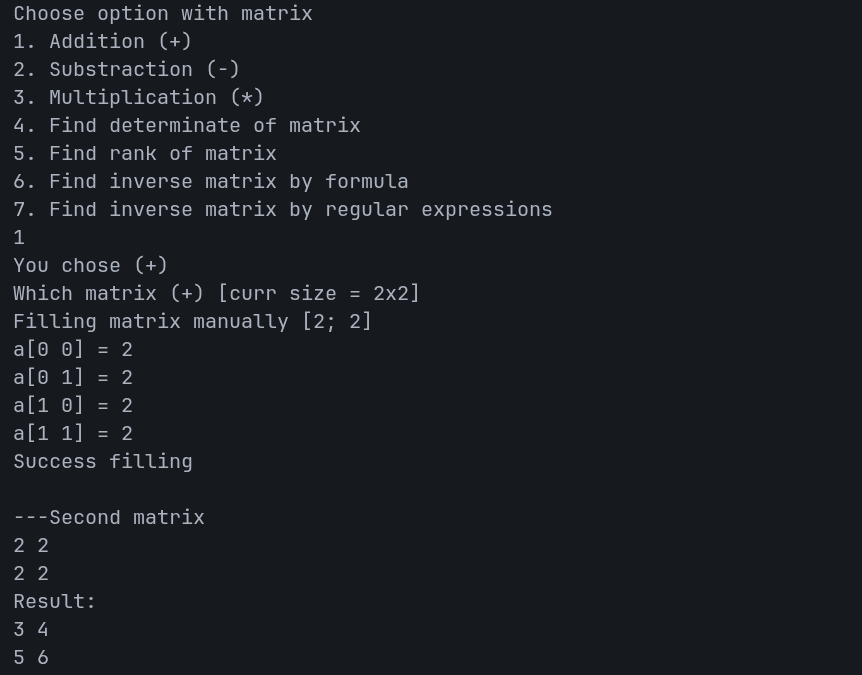 Choose option with matrix
1. Addition (+)
2. Substraction (-)
3. Multiplication (*)
4. Find determinate of matrix
5. Find rank of matrix
6. Find inverse matrix by formula
7. Find inverse matrix by regular expressions
1
You chose (+)
Which matrix (+) [curr size = 2x2]
Filling matrix manually [2; 2]
a[0 0] = 2
a[0 1] = 2
a[1 0] = 2
a[1 1] = 2
Success filling
---Second matrix
2 2
2 2
Result:
3 4
5 6